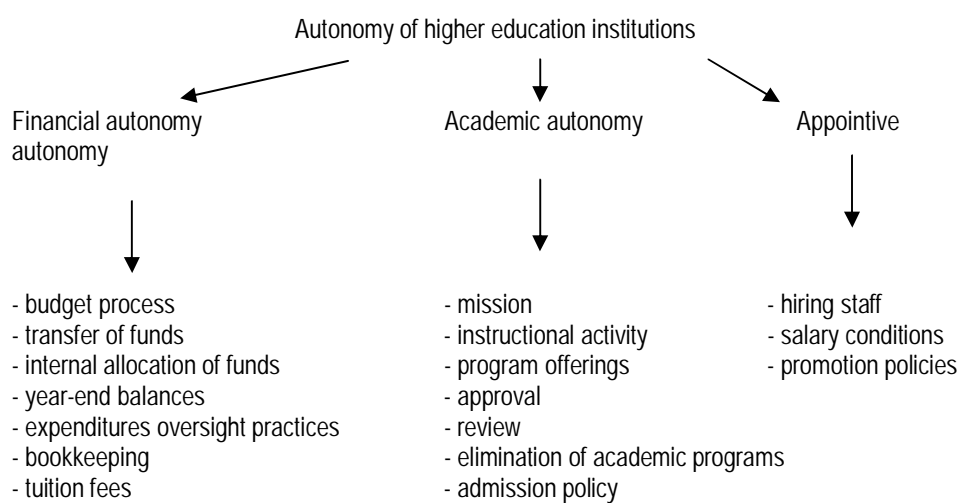 Autonomy of higher education institutions
Financial autonomy
autonomy
Academic autonomy
Appointive
- budget process
- transfer of funds
- internal allocation of funds
- year-end balances
- expenditures oversight practices
- bookkeeping
- tuition fees
- mission
- instructional activity
- program offerings
- approval
- review
- elimination of academic programs
- admission policy
- hiring staff
- salary conditions
- promotion policies